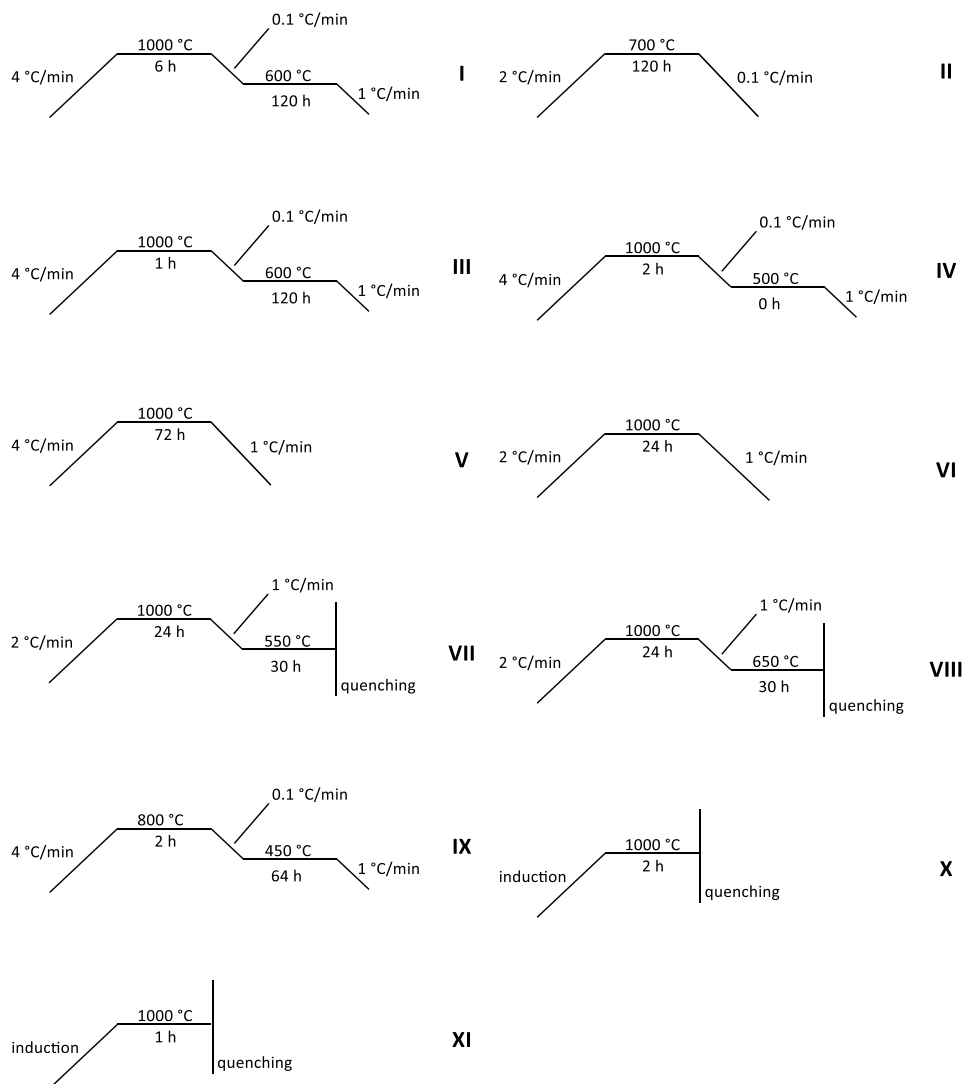 0.1 °C/min
1000 °C
4 °C/min
6 h
600 °C
120 h
1 °C/min
I
700 °C
2 °C/min
120 h
0.1 °C/min
II
0.1 °C/min
1000 °C
4 °C/min
1 h
600 °C
120 h
1 °C/min
III
0.1 °C/min
1000 °C
4 °C/min
2 h
500 °C
0 h
1 °C/min
IV
1000 °C
4 °C/min
72 h
1 °C/min
V
1000 °C
2 °C/min
24 h
1 °C/min
VI
1 °C/min
1000 °C
2 °C/min
24 h
550 °C
30 h
quenching
VII
1 °C/min
1000 °C
2 °C/min
24 h
650 °C
30 h
quenching
VIII
0.1 °C/min
800 °C
4 °C/min
2 h
450 °C
64 h
1 °C/min
IX
1000 °C
induction
2 h
quenching
X
1000 °C
induction
1 h
quenching
XI